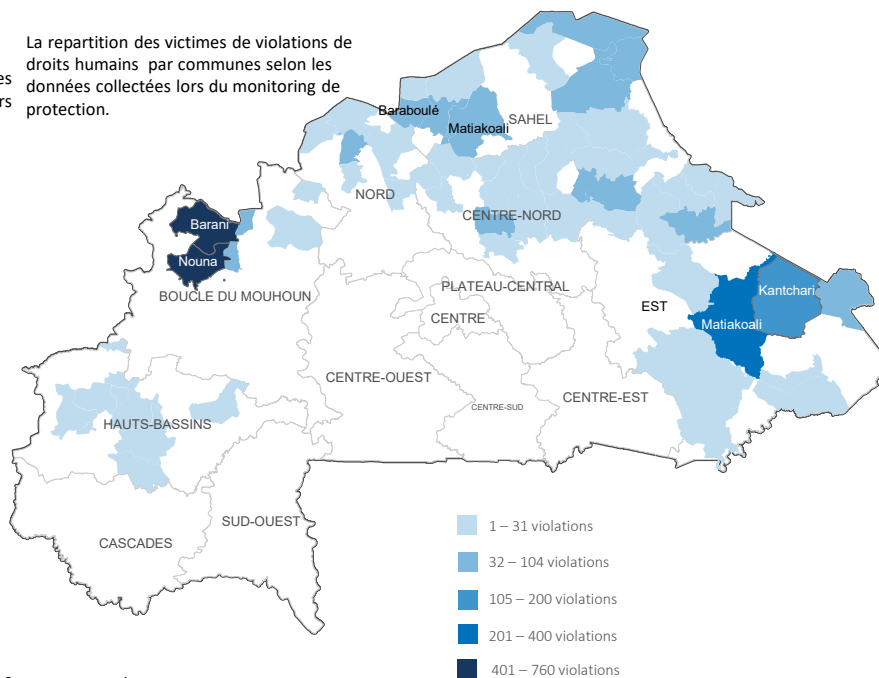 La repartition des victimes de violations de
droits humains par communes selon les
es données collectées lors du monitoring de
rs protection.
Baraboulé
Matiakoali
SAHEL
NORD
CENTRE-NORD
Barani
Nouna
BOUCLE DU MOUHOUN
PLATEAU-CENTRAL
CENTRE
EST
Kantchari
Matiakoali
CENTRE-OUEST
CENTRE-SUD
CENTRE-EST
HAUTS-BASSINS
SUD-OUEST
CASCADES
1 – 31 violations
32 – 104 violations
105 – 200 violations
201 – 400 violations
401 – 760 violations